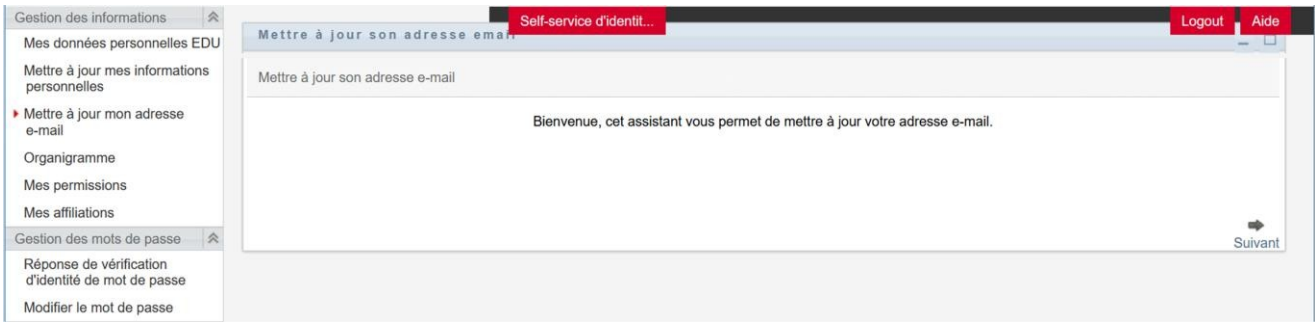 Gestion des informations
Mes données personnelles EDU
Mettre à jour mes informations
personnelles
Mettre à jour mon adresse
e-mail
Organigramme
Mes permissions
Mes affiliations
Gestion des mots de passe
Réponse de vérification
d'identité de mot de passe
Modifier le mot de passe
Self-service d'identit...
Logout
Aide
Mettre à jour son adresse email
Mettre à jour son adresse e-mail
Bienvenue, cet assistant vous permet de mettre à jour votre adresse e-mail.
Suivant